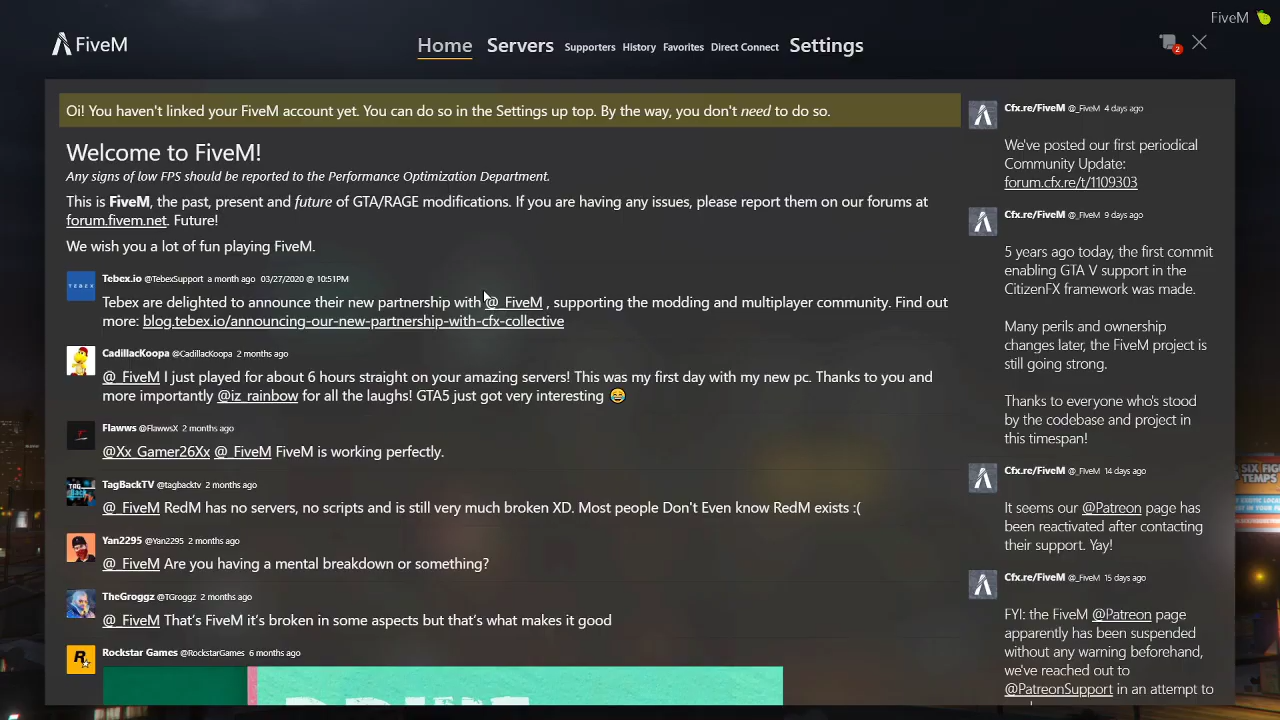 FiveM
FiveM
Home Servers Supporters History Favorites Direct Connect Settings
2
Oi! You haven't linked your FiveM account yet. You can do so in the Settings up top. By the way, you don't need to do so.
Welcome to FiveM!
Any signs of low FPS should be reported to the Performance Optimization Department.
This is FiveM, the past, present and future of GTA/RAGE modifications. If you are having any issues, please report them on our forums at
forum.fivem.net. Future!
We wish you a lot of fun playing FiveM.
TEBEX
Tebex.io @TebexSupport a month ago 03/27/2020 @ 10:51PM
Tebex are delighted to announce their new partnership with @_FiveM , supporting the modding and multiplayer community. Find out
more: blog.tebex.io/announcing-our-new-partnership-with-cfx-collective
CadillacKoopa @CadillacKoopa 2 months ago
@_FiveM I just played for about 6 hours straight on your amazing servers! This was my first day with my new pc. Thanks to you and
more importantly @iz_rainbow for all the laughs! GTA5 just got very interesting 😂
Flawws @FlawwsX 2 months ago
@Xx_Gamer26Xx @_FiveM FiveM is working perfectly.
TagBackTV @tagbacktv 2 months ago
@_FiveM RedM has no servers, no scripts and is still very much broken XD. Most people Don't Even know RedM exists :(
Yan2295 @Yan2295 2 months ago
@_FiveM Are you having a mental breakdown or something?
TheGroggz @TGroggz 2 months ago
@_FiveM That's FiveM it's broken in some aspects but that's what makes it good
Rockstar Games @RockstarGames 6 months ago
Cfx.re/FiveM @_FiveM 4 days ago
We've posted our first periodical
Community Update:
forum.cfx.re/t/1109303
Cfx.re/FiveM @_FiveM 9 days ago
5 years ago today, the first commit
enabling GTA V support in the
CitizenFX framework was made.
Many perils and ownership
changes later, the FiveM project is
still going strong.
Thanks to everyone who's stood
by the codebase and project in
this timespan!
Cfx.re/FiveM @_FiveM 14 days ago
It seems our @Patreon page has
been reactivated after contacting
their support. Yay!
Cfx.re/FiveM @_FiveM 15 days ago
FYI: the FiveM @Patreon page
apparently has been suspended
without any warning beforehand,
we've reached out to
@PatreonSupport in an attempt to
SIX FIG
TEMPS